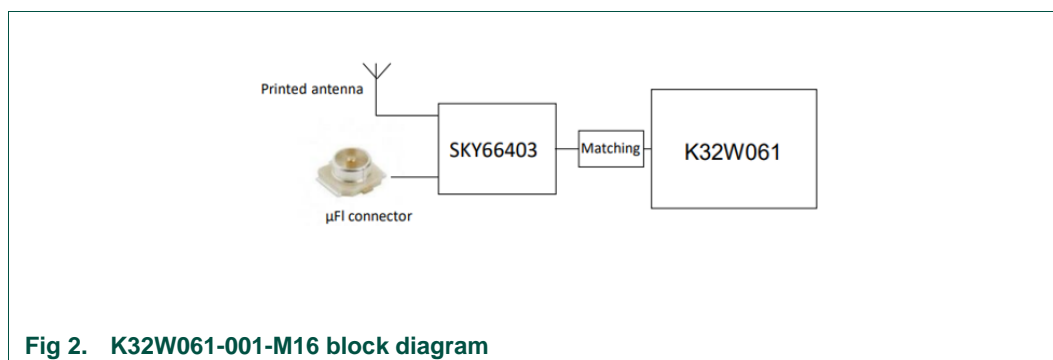 Printed antenna
SKY66403
Matching
K32W061
µFl connector
Fig 2. K32W061-001-M16 block diagram